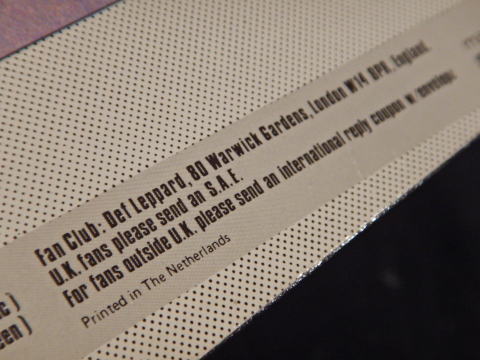 Fan Club: Def Leppard, 80 Warwick Gardens, London W14 8PR, England.
U.K. fans please send an S.A.E.
For fans outside U.K. please send an international reply coupon w/envelope
Printed in The Netherlands
c)
een)